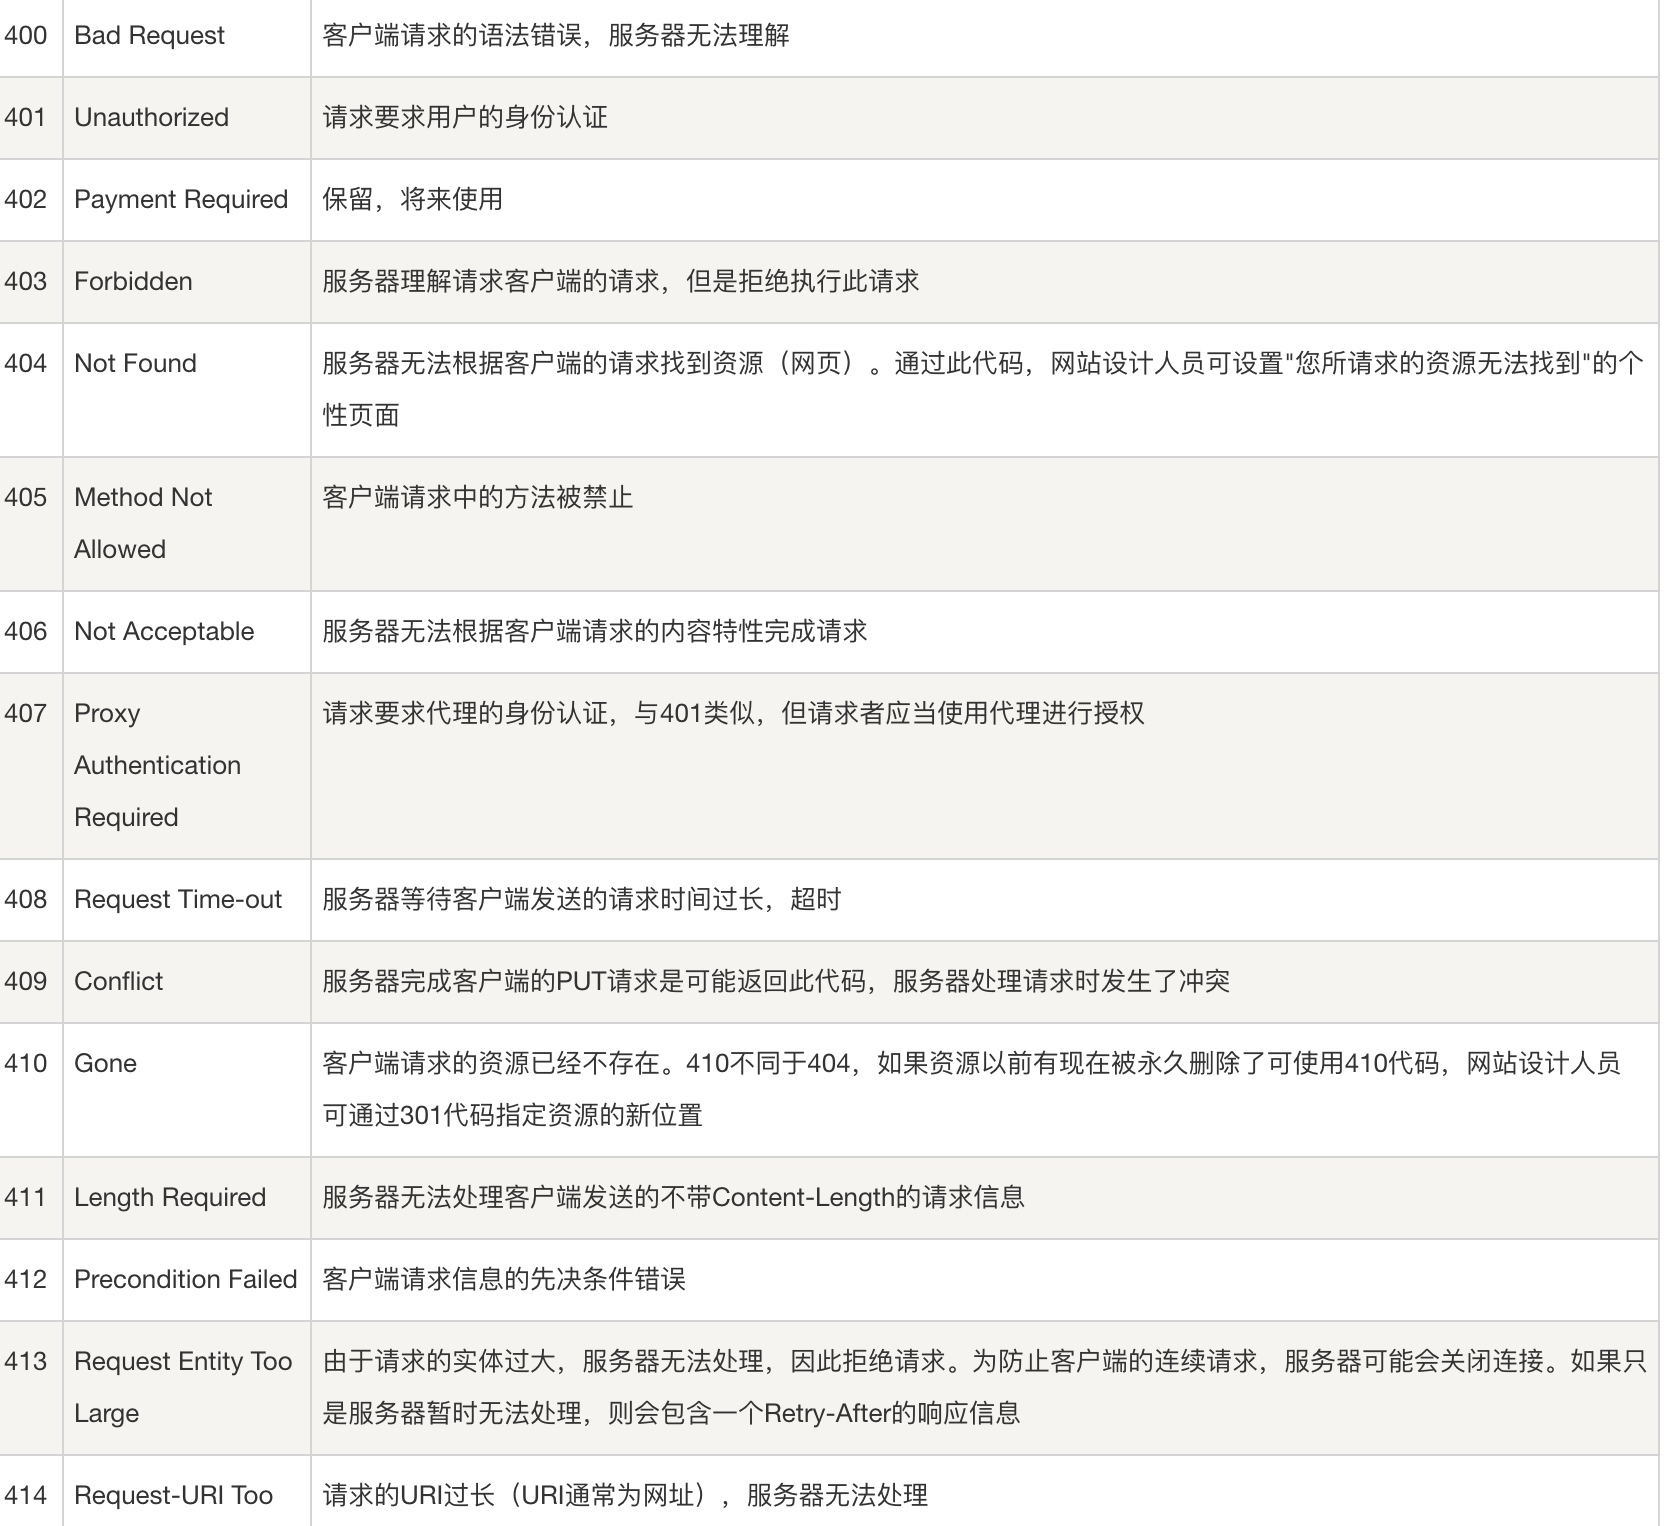 400 Bad Request 客户端请求的语法错误，服务器无法理解
401 Unauthorized 请求要求用户的身份认证
402 Payment Required 保留，将来使用
403 Forbidden 服务器理解请求客户端的请求，但是拒绝执行此请求
404 Not Found 服务器无法根据客户端的请求找到资源（网页）。通过此代码，网站设计人员可设置"您所请求的资源无法找到"的个
性页面
405 Method Not 客户端请求中的方法被禁止
Allowed
406 Not Acceptable 服务器无法根据客户端请求的内容特性完成请求
407 Proxy 请求要求代理的身份认证，与401类似，但请求者应当使用代理进行授权
Authentication
Required
408 Request Time-out 服务器等待客户端发送的请求时间过长，超时
409 Conflict 服务器完成客户端的PUT请求是可能返回此代码，服务器处理请求时发生了冲突
410 Gone 客户端请求的资源已经不存在。410不同于404，如果资源以前有现在被永久删除了可使用410代码，网站设计人员
可通过301代码指定资源的新位置
411 Length Required 服务器无法处理客户端发送的不带Content-Length的请求信息
412 Precondition Failed 客户端请求信息的先决条件错误
413 Request Entity Too 由于请求的实体过大，服务器无法处理，因此拒绝请求。为防止客户端的连续请求，服务器可能会关闭连接。如果只
Large 是服务器暂时无法处理，则会包含一个Retry-After的响应信息
414 Request-URI Too 请求的URI过长（URI通常为网址），服务器无法处理